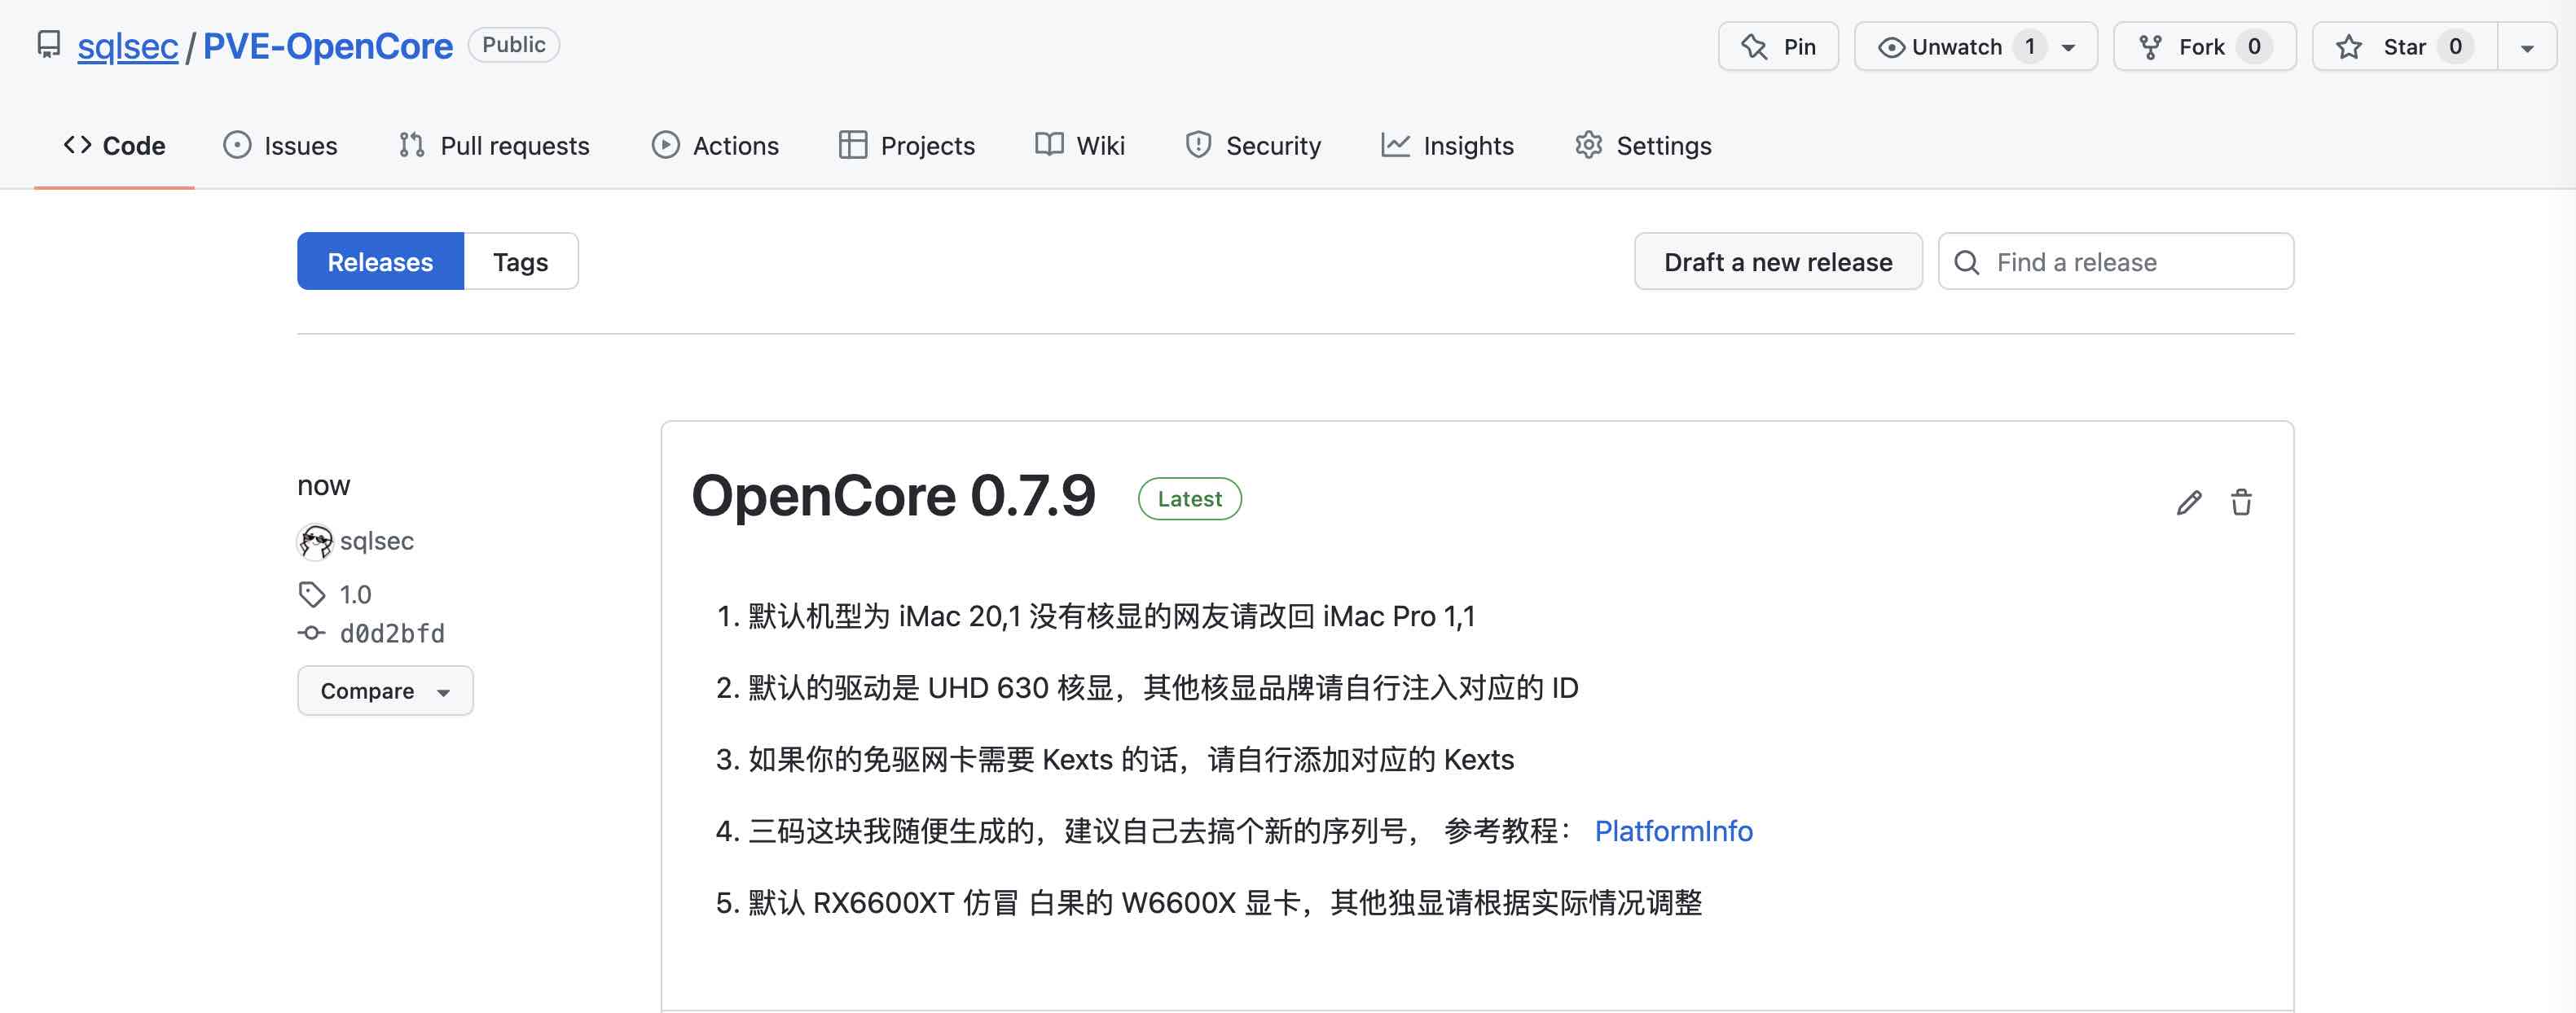 sqlsec / PVE-OpenCore Public Pin Unwatch 1 Fork 0 Star 0
Code Issues Pull requests Actions Projects Wiki Security Insights Settings
Releases Tags Draft a new release Find a release
now
sqlsec
1.0
d0d2bfd
Compare
OpenCore 0.7.9 Latest
1. 默认机型为 iMac 20,1 没有核显的网友请改回 iMac Pro 1,1
2. 默认的驱动是 UHD 630 核显，其他核显品牌请自行注入对应的 ID
3. 如果你的免驱网卡需要 Kexts 的话，请自行添加对应的 Kexts
4. 三码这块我随便生成的，建议自己去搞个新的序列号， 参考教程： PlatformInfo
5. 默认 RX6600XT 仿冒 白果的 W6600X 显卡，其他独显请根据实际情况调整